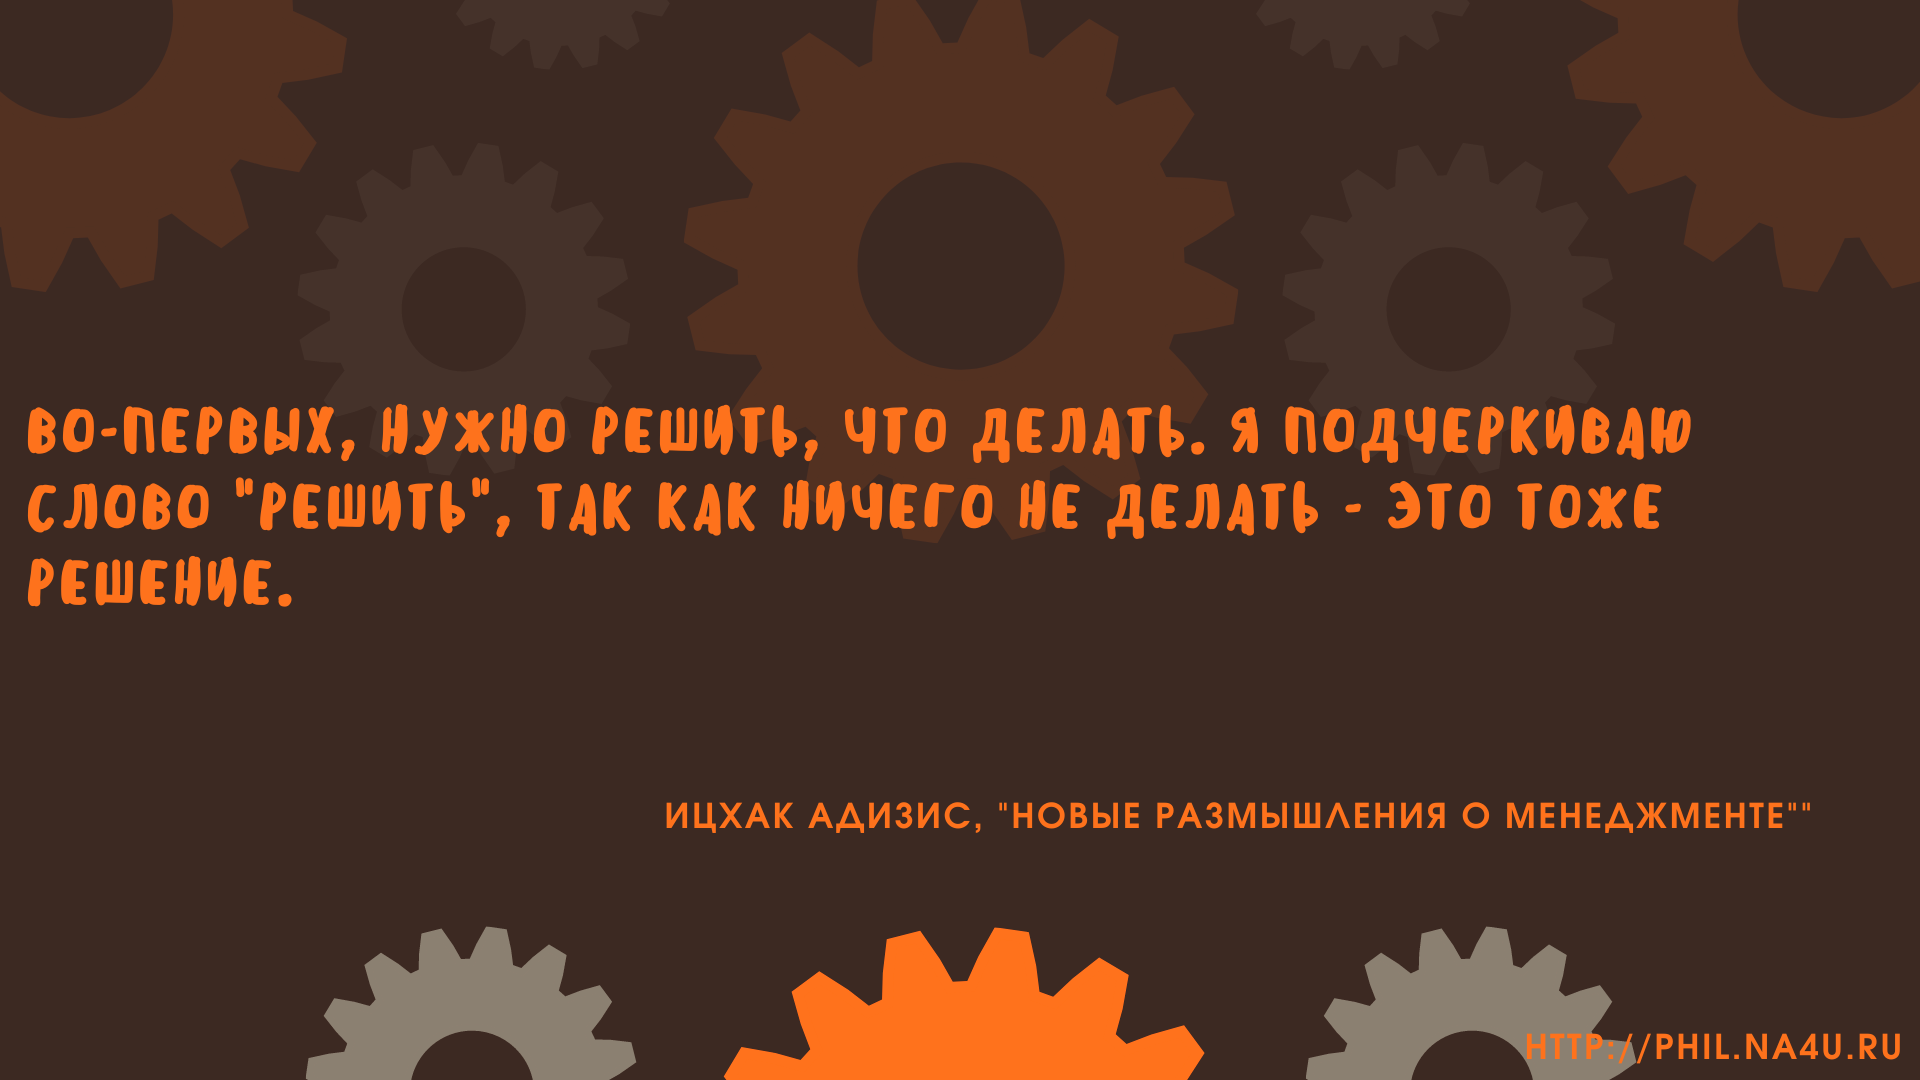 ВО-ПЕРВЫХ, НУЖНО РЕШИТЬ, ЧТО ДЕЛАТЬ. Я ПОДЧЕРКИВАЮ
СЛОВО "РЕШИТЬ", ТАК КАК НИЧЕГО НЕ ДЕЛАТЬ - ЭТО ТОЖЕ
РЕШЕНИЕ.
ИЦХАК АДИЗИС, "НОВЫЕ РАЗМЫШЛЕНИЯ О МЕНЕДЖМЕНТЕ""
HTTP://PHIL.NA4U.RU